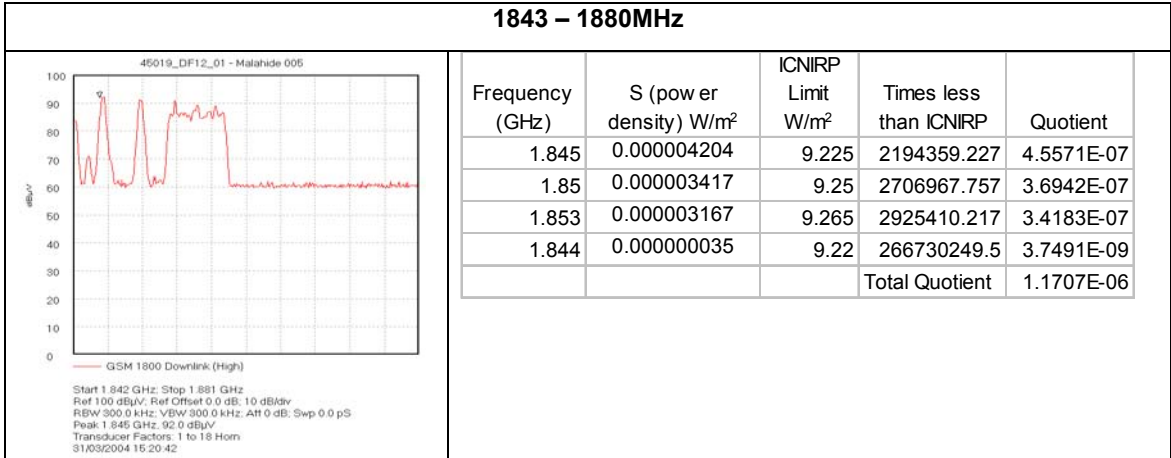 1843 – 1880MHz
45019_DF12_01 - Malahide 005
100
90
80
70
60
50
40
30
20
10
0
dBµV
GSM 1800 Downlink (High)
Start 1.842 GHz; Stop 1.881 GHz
Ref 100 dBµV; Ref Offset 0.0 dB; 10 dB/div
RBW 300.0 kHz; VBW 300.0 kHz; Att 0 dB; Swp 0.0 pS
Peak 1.845 GHz, 92.0 dBµV
Transducer Factors: 1 to 18 Horn
31/03/2004 15:20:42
Frequency (GHz) S (pow er density) W/m² ICNIRP Limit W/m² Times less than ICNIRP Quotient
1.845 0.000004204 9.225 2194359.227 4.5571E-07
1.85 0.000003417 9.25 2706967.757 3.6942E-07
1.853 0.000003167 9.265 2925410.217 3.4183E-07
1.844 0.000000035 9.22 266730249.5 3.7491E-09
Total Quotient 1.1707E-06